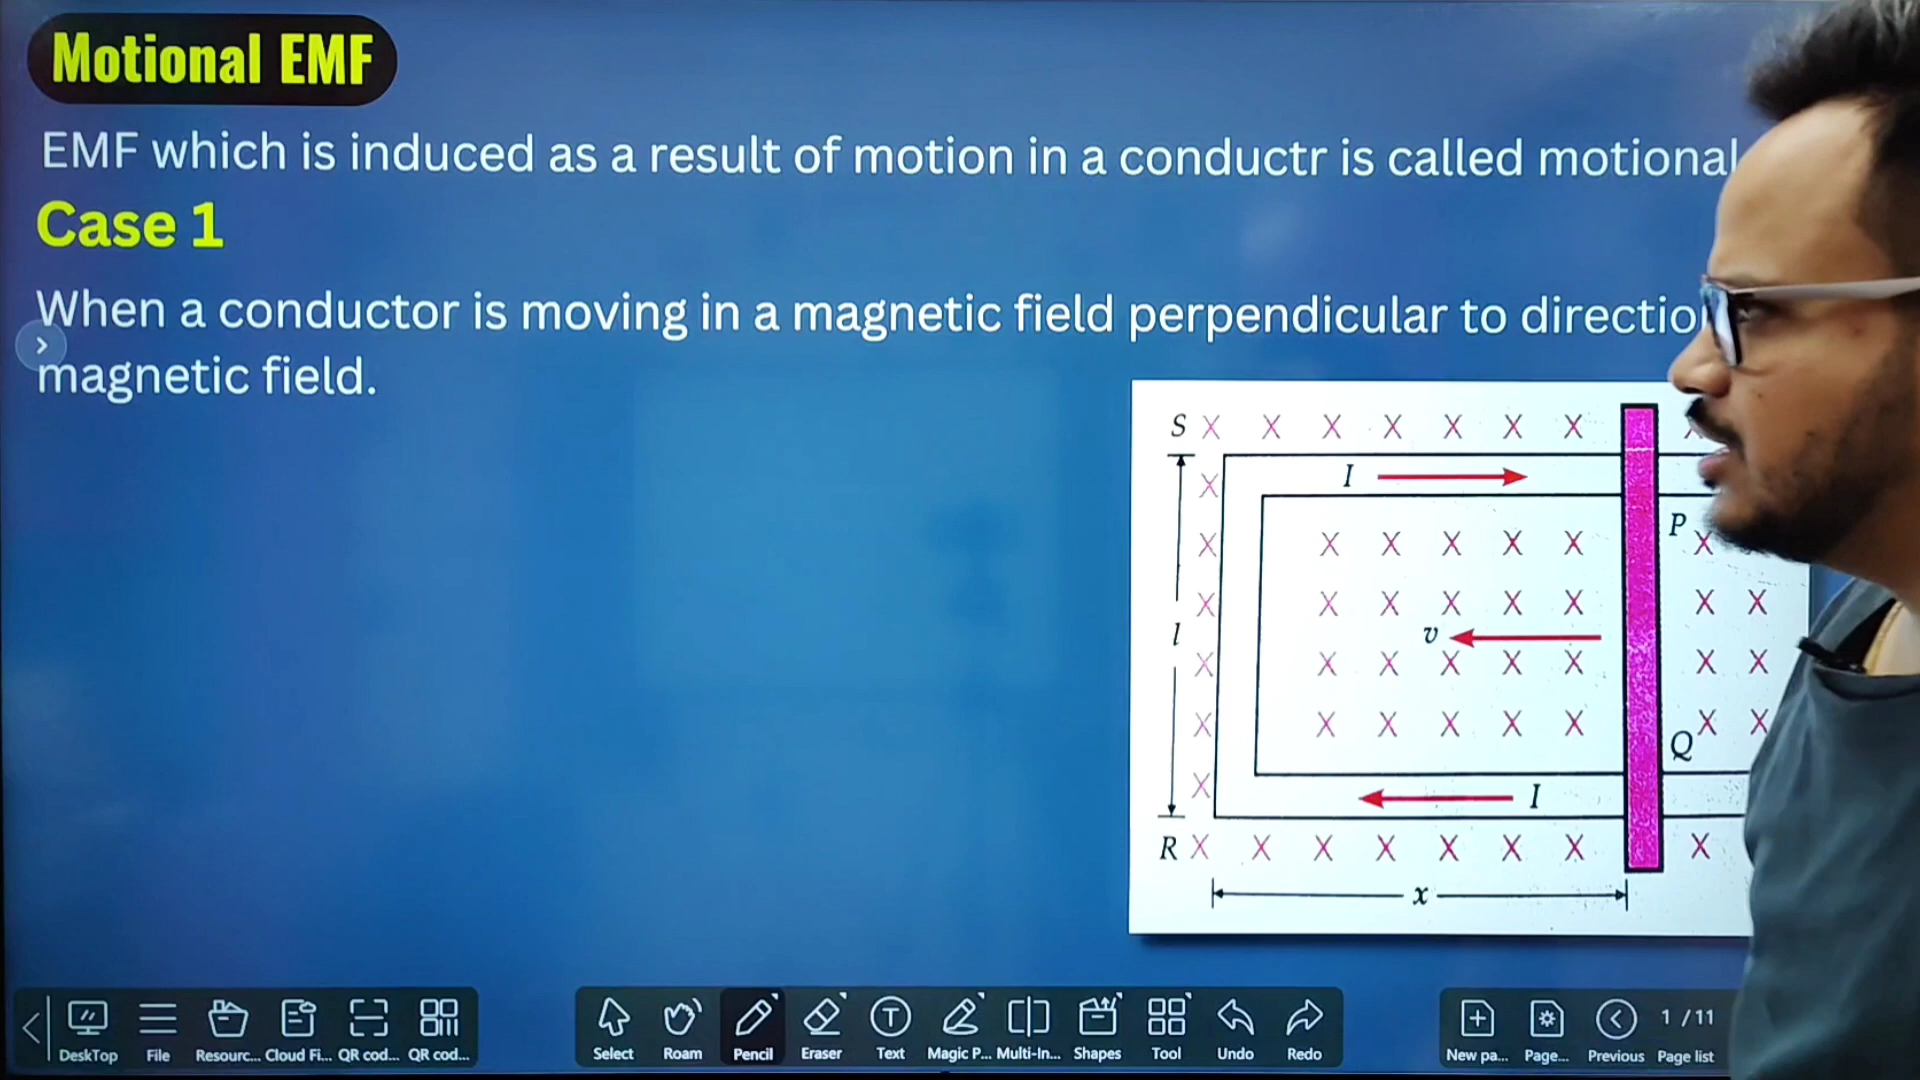 Motional EMF
EMF which is induced as a result of motion in a conductr is called motional
Case 1
When a conductor is moving in a magnetic field perpendicular to
magnetic field.
S X X X X X X X
I
X
P
X X X X X X X
X X X X X X X X
l
v
X X X X X X X X
X X X X X X X X
Q
X
I
R X X X X X X X X
x
DeskTop File Resourc... Cloud Fi... QR cod... QR cod...
Select Roam Pencil Eraser Text Magic P... Multi-In... Shapes Tool Undo Redo
1 / 11
New pa... Page... Previous Page list